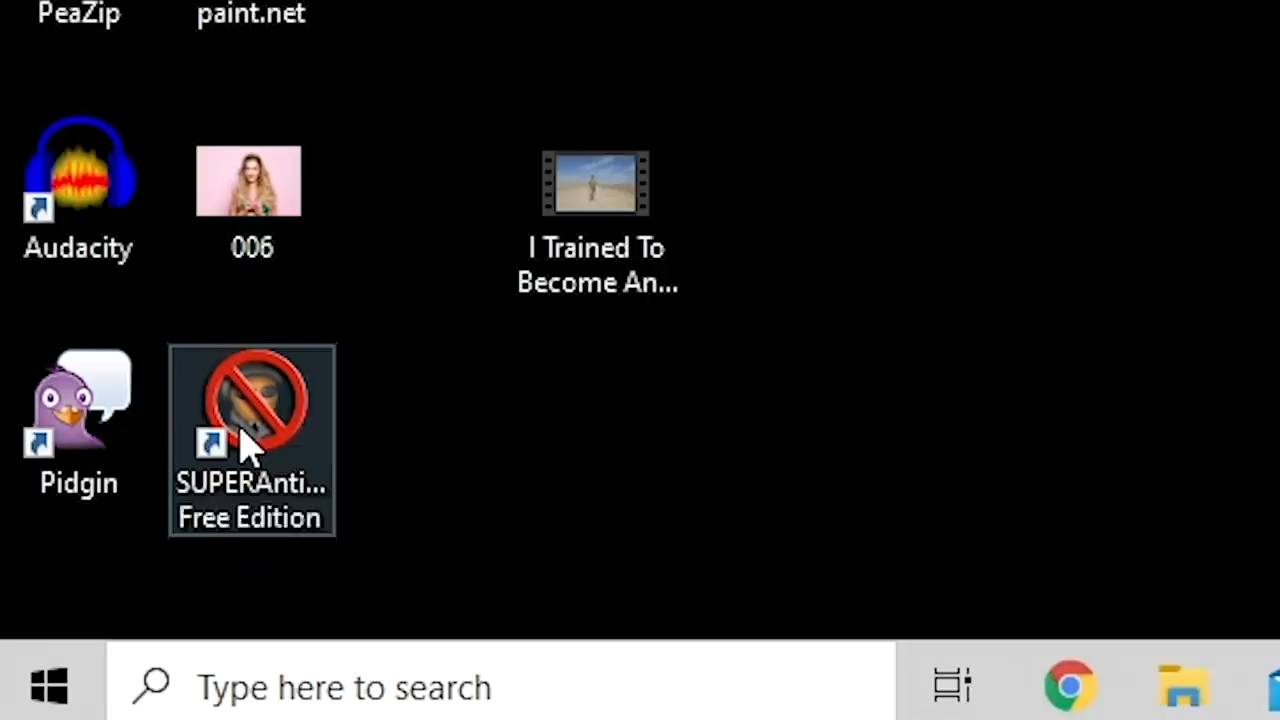 PeaZip
paint.net
Audacity
006
I Trained To
Become An...
Pidgin
SUPERAnti...
Free Edition
Type here to search